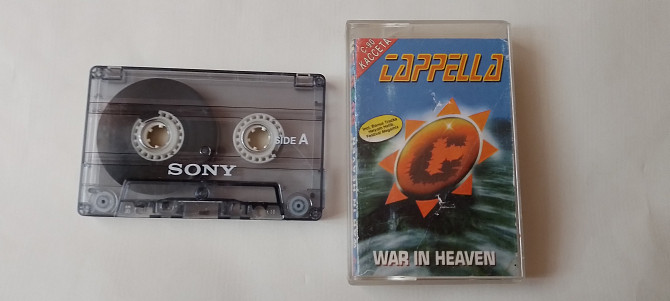 SIDE A
SONY
C-90
КАССЕТА
CAPPELLA
WAR IN HEAVEN